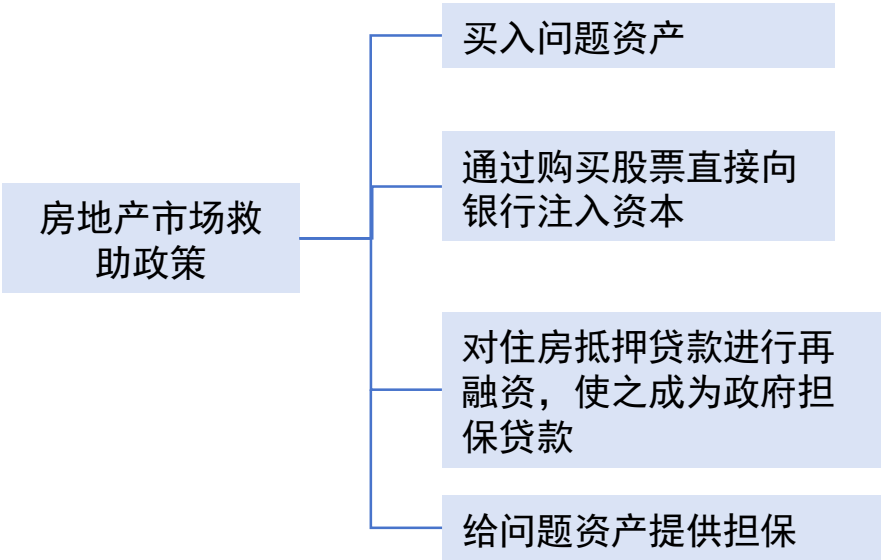 房地产市场救
助政策
买入问题资产
通过购买股票直接向
银行注入资本
对住房抵押贷款进行再
融资，使之成为政府担
保贷款
给问题资产提供担保